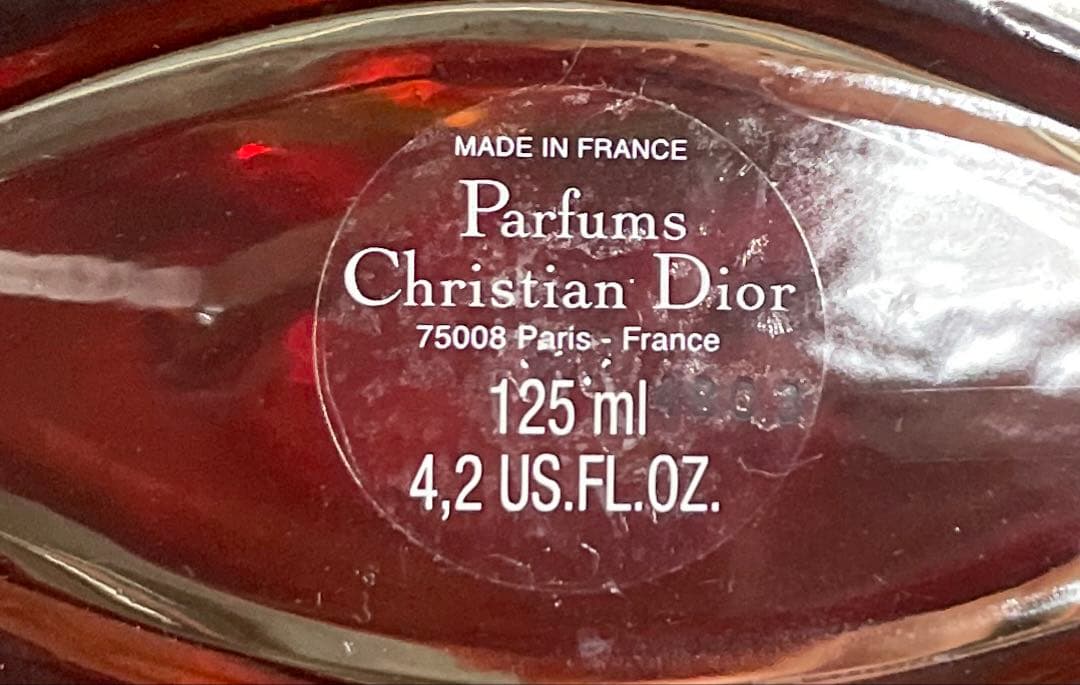 MADE IN FRANCE
Parfums
Christian Dior
75008 Paris - France
125 ml
4,2 US.FL.OZ.